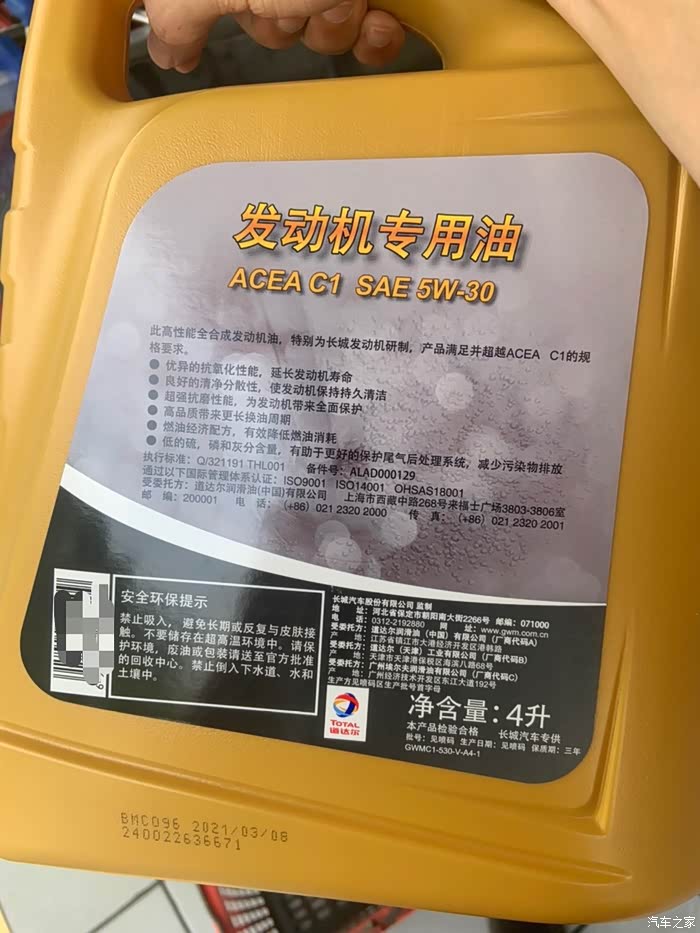 发动机专用油
ACEA C1 SAE 5W-30
此高性能全合成发动机油，特别为长城发动机研制，产品满足并超越ACEA C1的规
格要求。
● 优异的抗氧化性能，延长发动机寿命
● 良好的清净分散性，使发动机保持持久清洁
● 超强抗磨性能，为发动机带来全面保护
● 高品质带来更长换油周期
● 燃油经济配方，有效降低燃油消耗
● 低的硫，磷和灰分含量，有助于更好的保护尾气后处理系统，减少污染物排放
执行标准：Q/321191 THL001 备件号：ALAD000129
通过以下国际管理体系认证：ISO9001 ISO14001 OHSAS18001
受委托方：道达尔润滑油(中国)有限公司 上海市西藏中路268号来福士广场3803-3806室
邮 编：200001 电 话：(+86) 021 2320 2000 传 真：(+86) 021 2320 2001
安全环保提示
禁止吸入，避免长期或反复与皮肤接
触。不要储存在超高温环境中。请保
护环境，废油或包装请送至官方批准
的回收中心。禁止倒入下水道、水和
土壤中。
长城汽车股份有限公司 监制
地 址：河北省保定市朝阳南大街2266号 邮编：071000
电 话：0312-2192880 址：www.gwm.com.cn
受委托方：道达尔润滑油（中国）有限公司（厂商代码A）
产 地：江苏省镇江市大港经济开发区港韩路
受委托方：道达尔（天津）工业有限公司（厂商代码B）
产 地：天津市天津港保税区海滨八路68号
受委托方：广州埃尔夫润滑油有限公司（厂商代码C）
产 地：广州经济技术开发区东江大道192号
生产方见喷码区生产批号首字母
TOTAL
道达尔
净含量：4升
本产品检验合格 长城汽车专供
批号：见喷码 生产日期：见喷码 保质期：三年
GWMC1-530-V-A4-1
BMC096 2021/03/08
240022636671
汽车之家